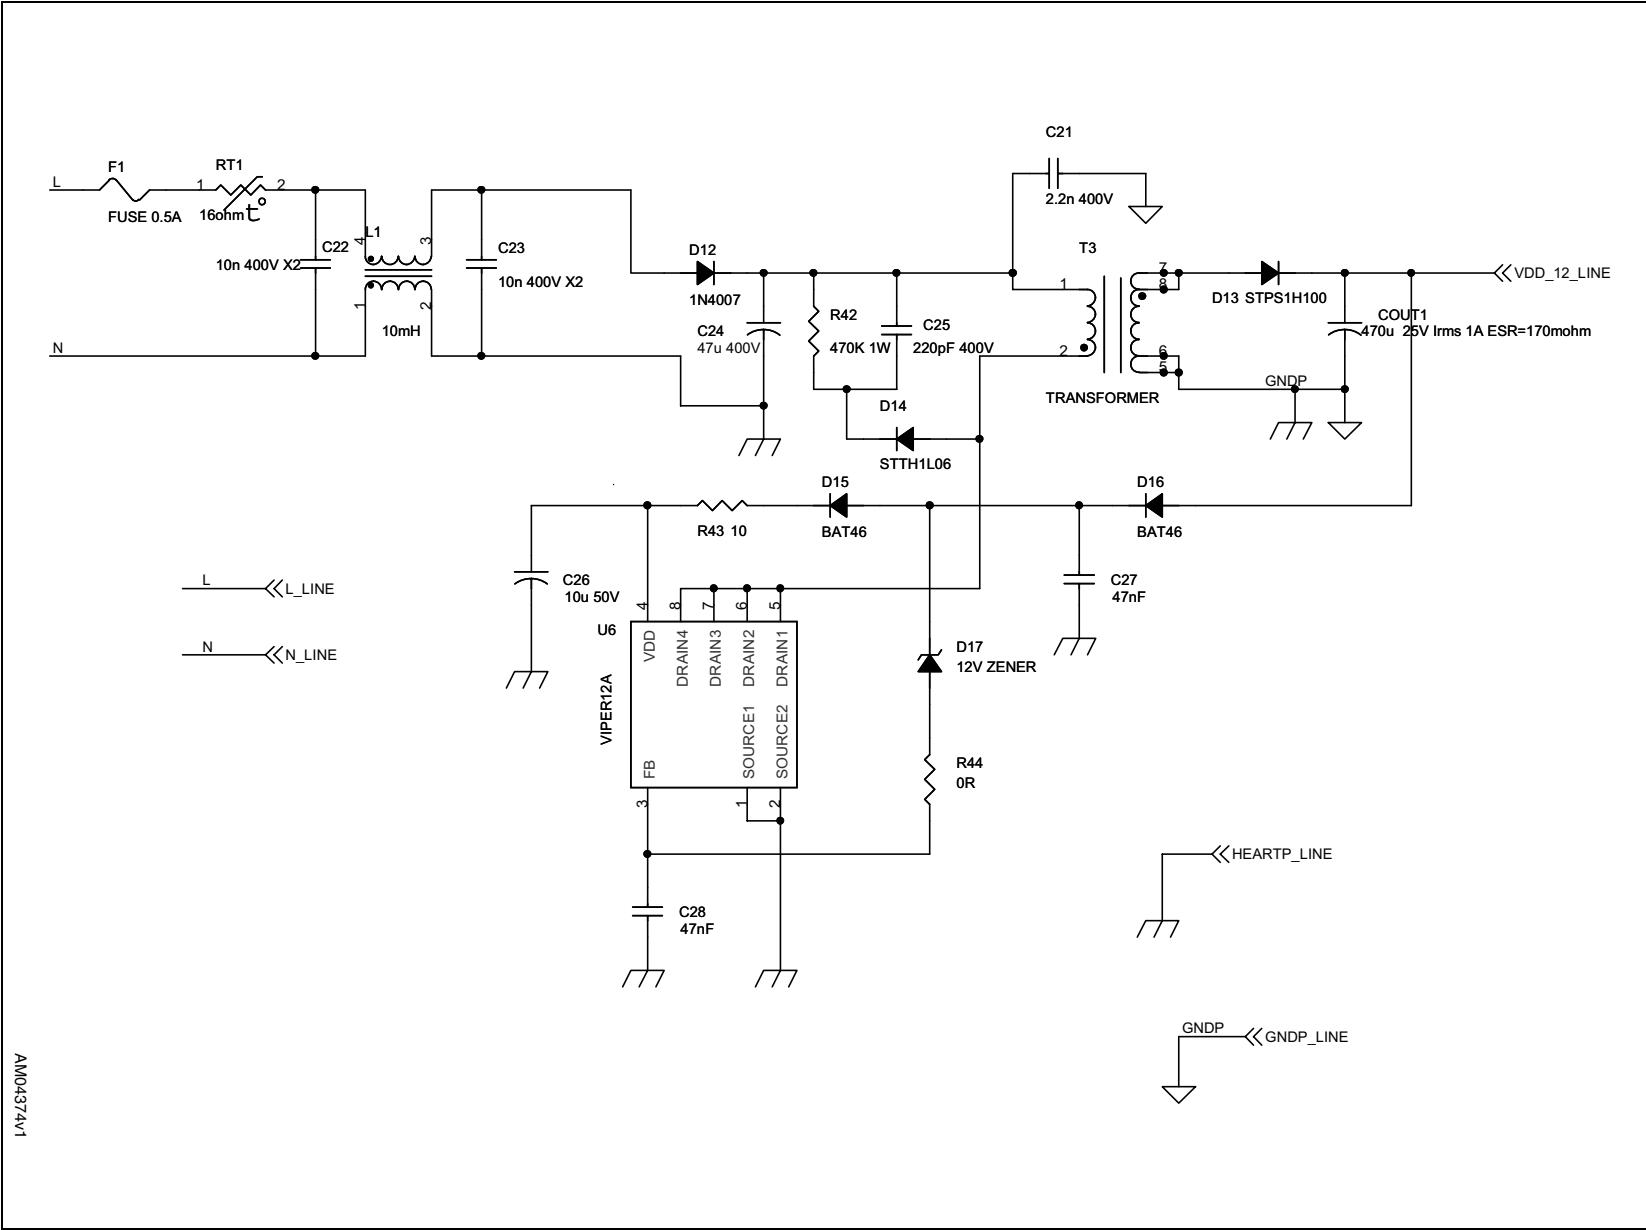 C21
2.2n 400V
F1
FUSE 0.5A
L
1
RT1
2
16ohm
t°
C22
10n 400V X2
L1
4
3
1
2
10mH
C23
10n 400V X2
N
D12
1N4007
C24
47u 400V
R42
470K 1W
C25
220pF 400V
T3
1
2
TRANSFORMER
7
8
6
5
D13 STPS1H100
VDD_12_LINE
COUT1
470u 25V Irms 1A ESR=170mohm
GNDP
D14
STTH1L06
D15
BAT46
D16
BAT46
R43 10
C26
10u 50V
C27
47nF
L
L_LINE
N
N_LINE
U6
VIPER12A
4
8
7
6
5
VDD
DRAIN4
DRAIN3
DRAIN2
DRAIN1
FB
SOURCE1
SOURCE2
3
1
2
D17
12V ZENER
R44
0R
C28
47nF
HEARTP_LINE
GNDP
GNDP_LINE
AM04374v1